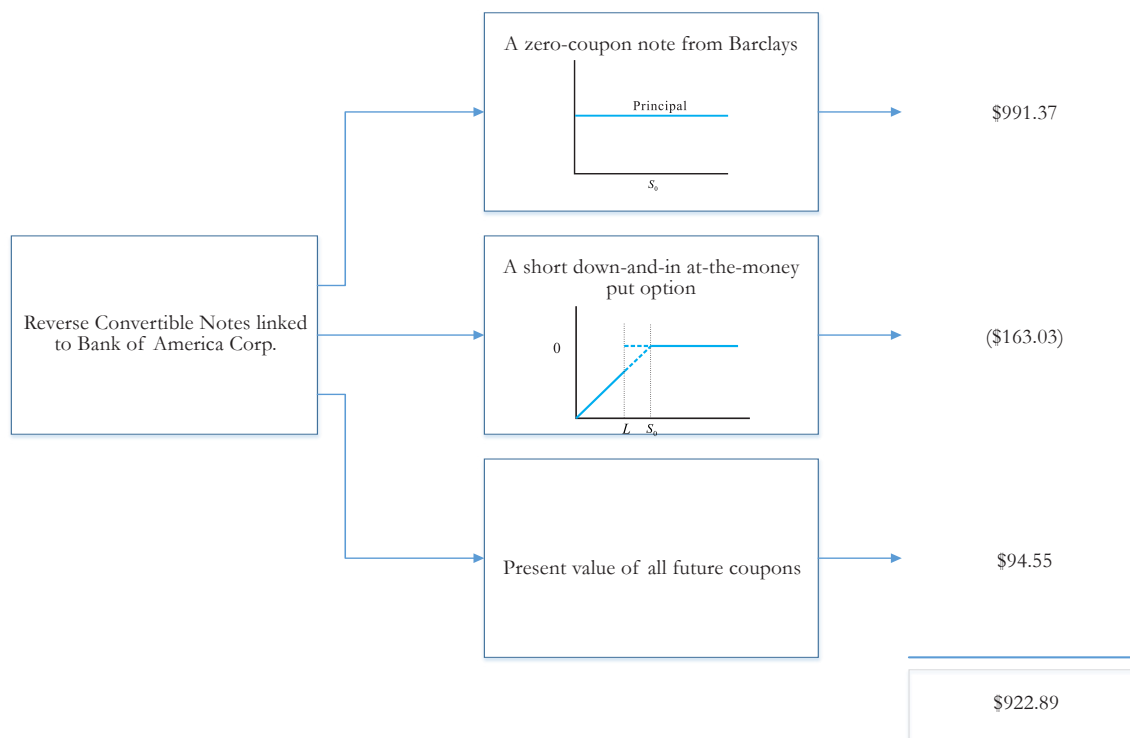 A zero-coupon note from Barclays
Principal
S₀
$991.37
Reverse Convertible Notes linked
to Bank of America Corp.
A short down-and-in at-the-money
put option
0
L S₀
($163.03)
Present value of all future coupons
$94.55
$922.89